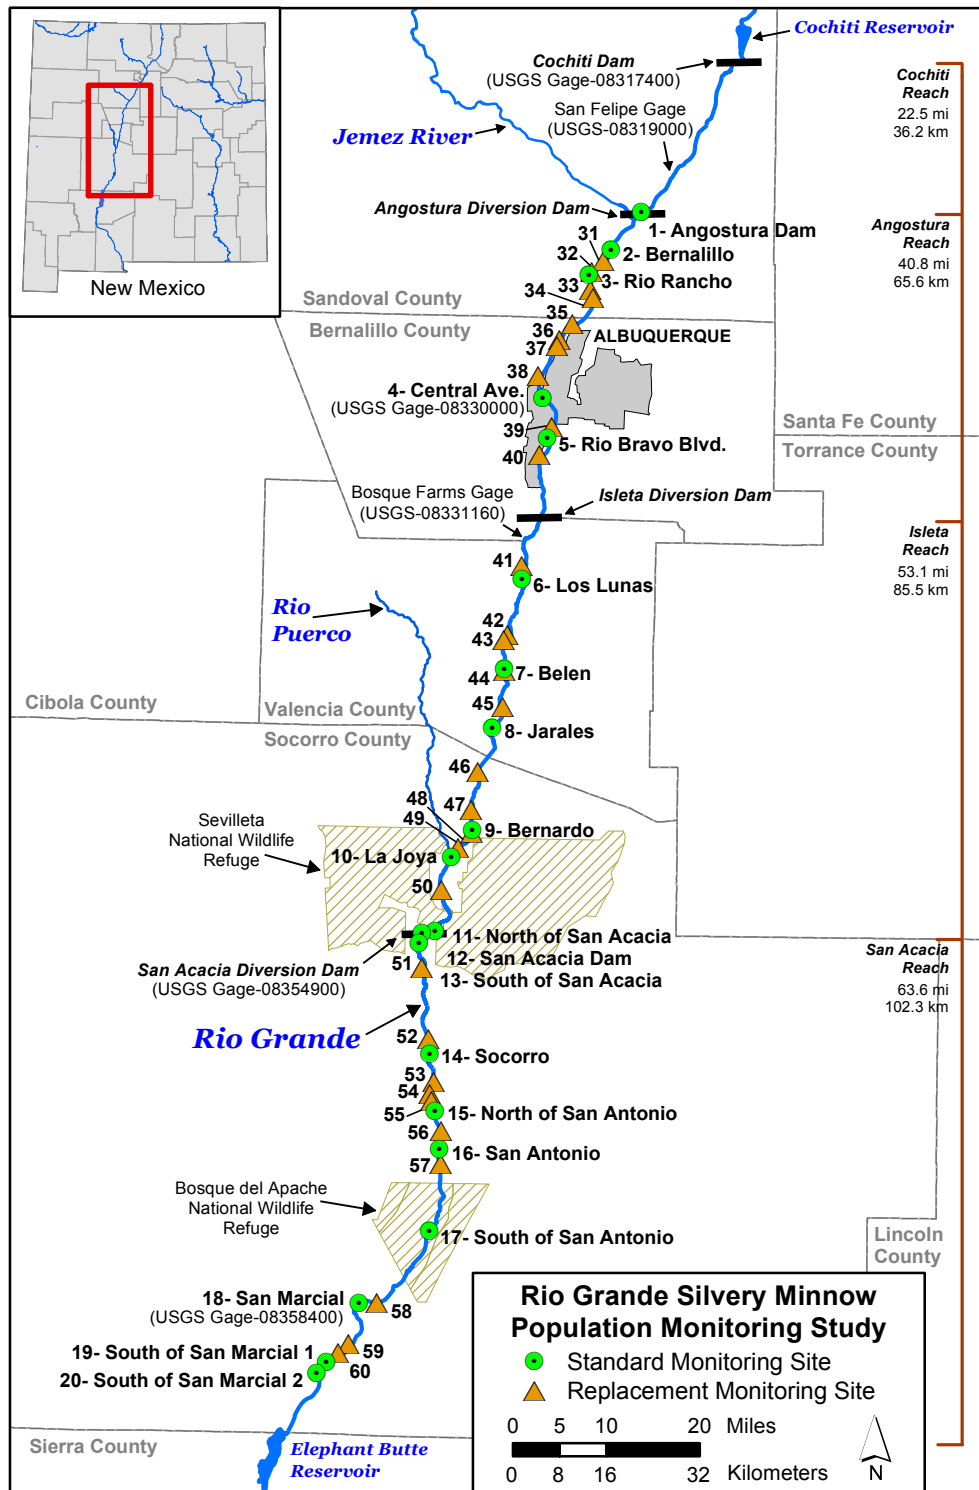 Cochiti Reservoir
Cochiti Dam
(USGS Gage-08317400)
San Felipe Gage
(USGS-08319000)
Jemez River
Cochiti
Reach
22.5 mi
36.2 km
New Mexico
Angostura Diversion Dam
1- Angostura Dam
Angostura
Reach
40.8 mi
65.6 km
31
2- Bernalillo
32
3- Rio Rancho
33
34
Sandoval County
Bernalillo County
35
36
ALBUQUERQUE
37
38
4- Central Ave.
(USGS Gage-08330000)
39
5- Rio Bravo Blvd.
40
Santa Fe County
Torrance County
Bosque Farms Gage
(USGS-08331160)
Isleta Diversion Dam
Isleta
Reach
53.1 mi
85.5 km
41
6- Los Lunas
Rio
Puerco
42
43
7- Belen
44
45
Cibola County
Valencia County
Socorro County
8- Jarales
46
47
48
49
9- Bernardo
Sevilleta
National Wildlife
Refuge
10- La Joya
50
11- North of San Acacia
12- San Acacia Dam
13- South of San Acacia
San Acacia Diversion Dam
(USGS Gage-08354900)
51
San Acacia
Reach
63.6 mi
102.3 km
Rio Grande
52
14- Socorro
53
54
55
15- North of San Antonio
56
16- San Antonio
57
Bosque del Apache
National Wildlife
Refuge
17- South of San Antonio
Lincoln
County
18- San Marcial
(USGS Gage-08358400)
58
19- South of San Marcial 1
59
60
20- South of San Marcial 2
Sierra County
Elephant Butte
Reservoir
Rio Grande Silvery Minnow
Population Monitoring Study
Standard Monitoring Site
Replacement Monitoring Site
0 5 10 20 Miles
0 8 16 32 Kilometers
N